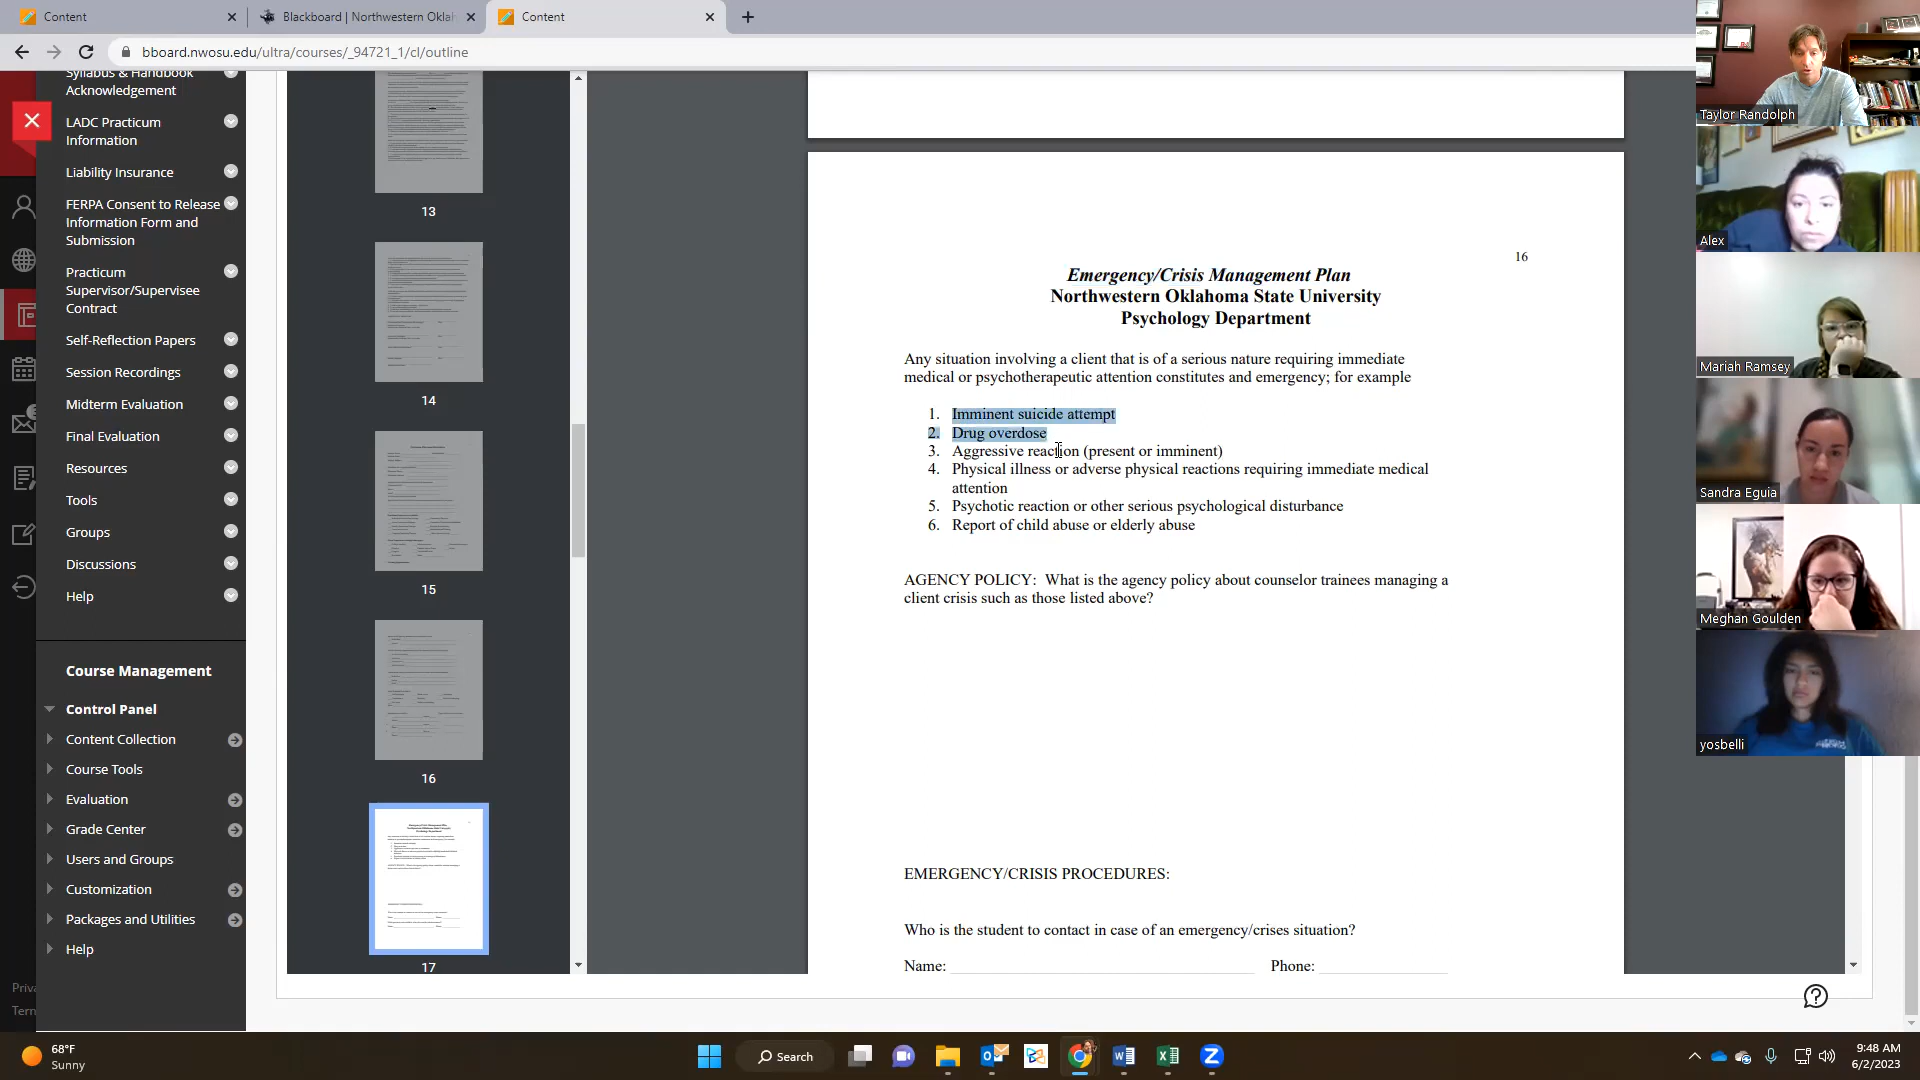 Content
Blackboard | Northwestern Oklah
Content
bboard.nwosu.edu/ultra/courses/_94721_1/cl/outline
Syllabus & Handbook
Acknowledgement
LADC Practicum
Information
Liability Insurance
FERPA Consent to Release
Information Form and
Submission
Practicum
Supervisor/Supervisee
Contract
Self-Reflection Papers
Session Recordings
Midterm Evaluation
Final Evaluation
Resources
Tools
Groups
Discussions
Help
Course Management
Control Panel
Content Collection
Course Tools
Evaluation
Grade Center
Users and Groups
Customization
Packages and Utilities
Help
Priva
Term
13
14
15
16
17
16
Emergency/Crisis Management Plan
Northwestern Oklahoma State University
Psychology Department
Any situation involving a client that is of a serious nature requiring immediate
medical or psychotherapeutic attention constitutes and emergency; for example
1. Imminent suicide attempt
2. Drug overdose
3. Aggressive reaction (present or imminent)
4. Physical illness or adverse physical reactions requiring immediate medical
attention
5. Psychotic reaction or other serious psychological disturbance
6. Report of child abuse or elderly abuse
AGENCY POLICY: What is the agency policy about counselor trainees managing a
client crisis such as those listed above?
EMERGENCY/CRISIS PROCEDURES:
Who is the student to contact in case of an emergency/crises situation?
Name: Phone:
Taylor Randolph
Alex
Mariah Ramsey
Sandra Eguia
Meghan Goulden
yosbelli
68°F
Sunny
Search
9:48 AM
6/2/2023